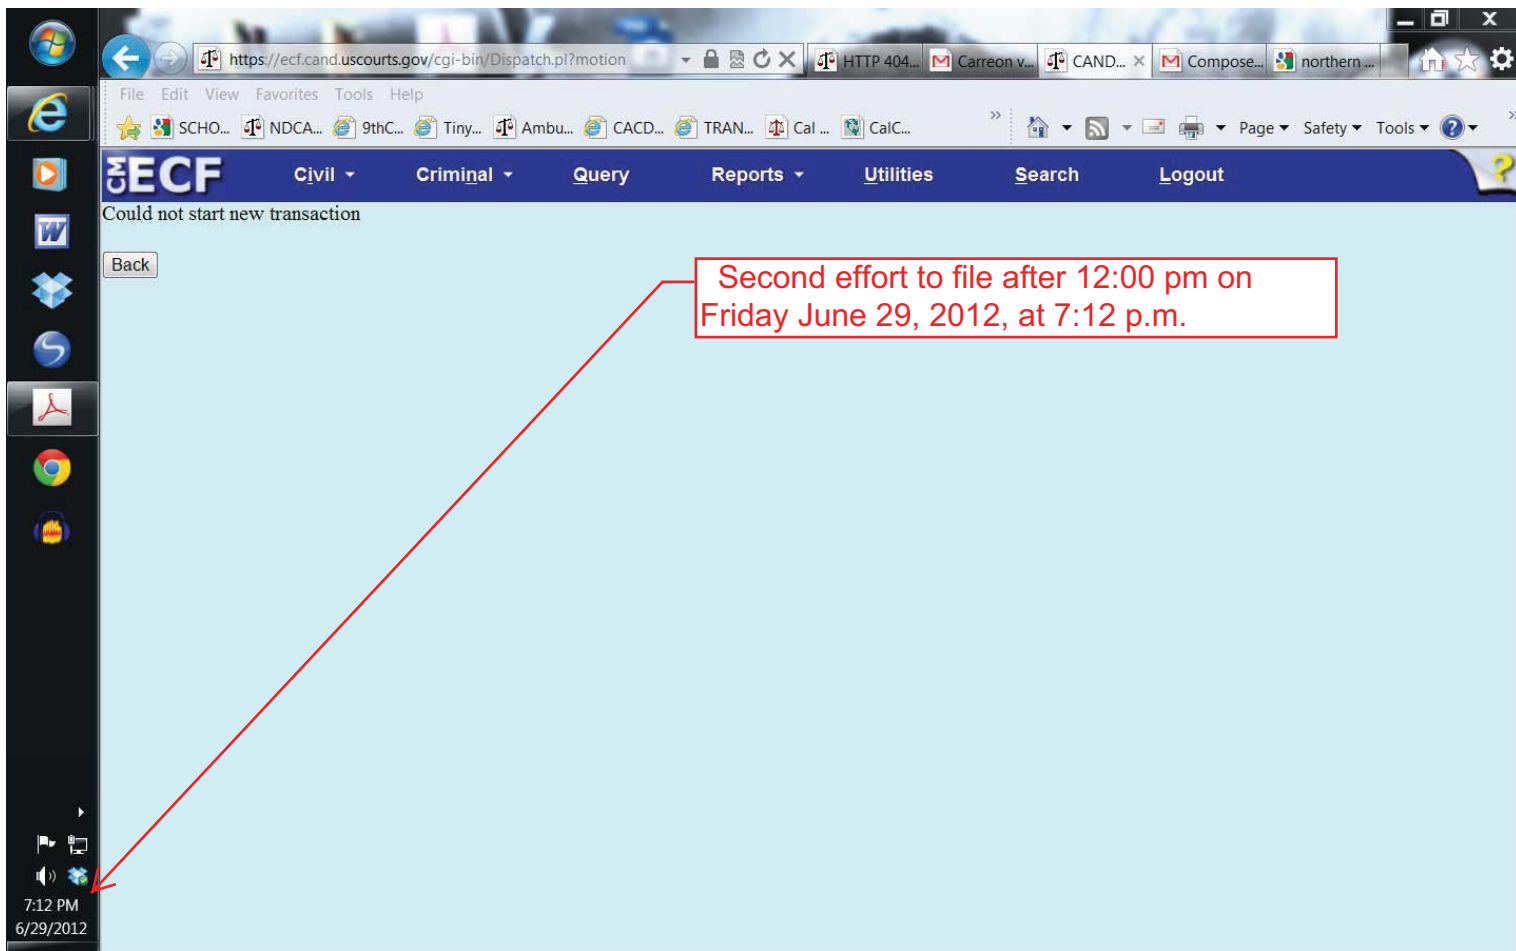 https://ecf.cand.uscourts.gov/cgi-bin/Dispatch.pl?motion HTTP 404... Carreon v... CAND... Compose... northern ...
File Edit View Favorites Tools Help
SCHO... NDCA... 9thC... Tiny... Ambu... CACD... TRAN... Cal ... CalC... » Page Safety Tools »
CM ECF Civil Criminal Query Reports Utilities Search Logout ?
Could not start new transaction
Back
Second effort to file after 12:00 pm on
Friday June 29, 2012, at 7:12 p.m.
7:12 PM
6/29/2012